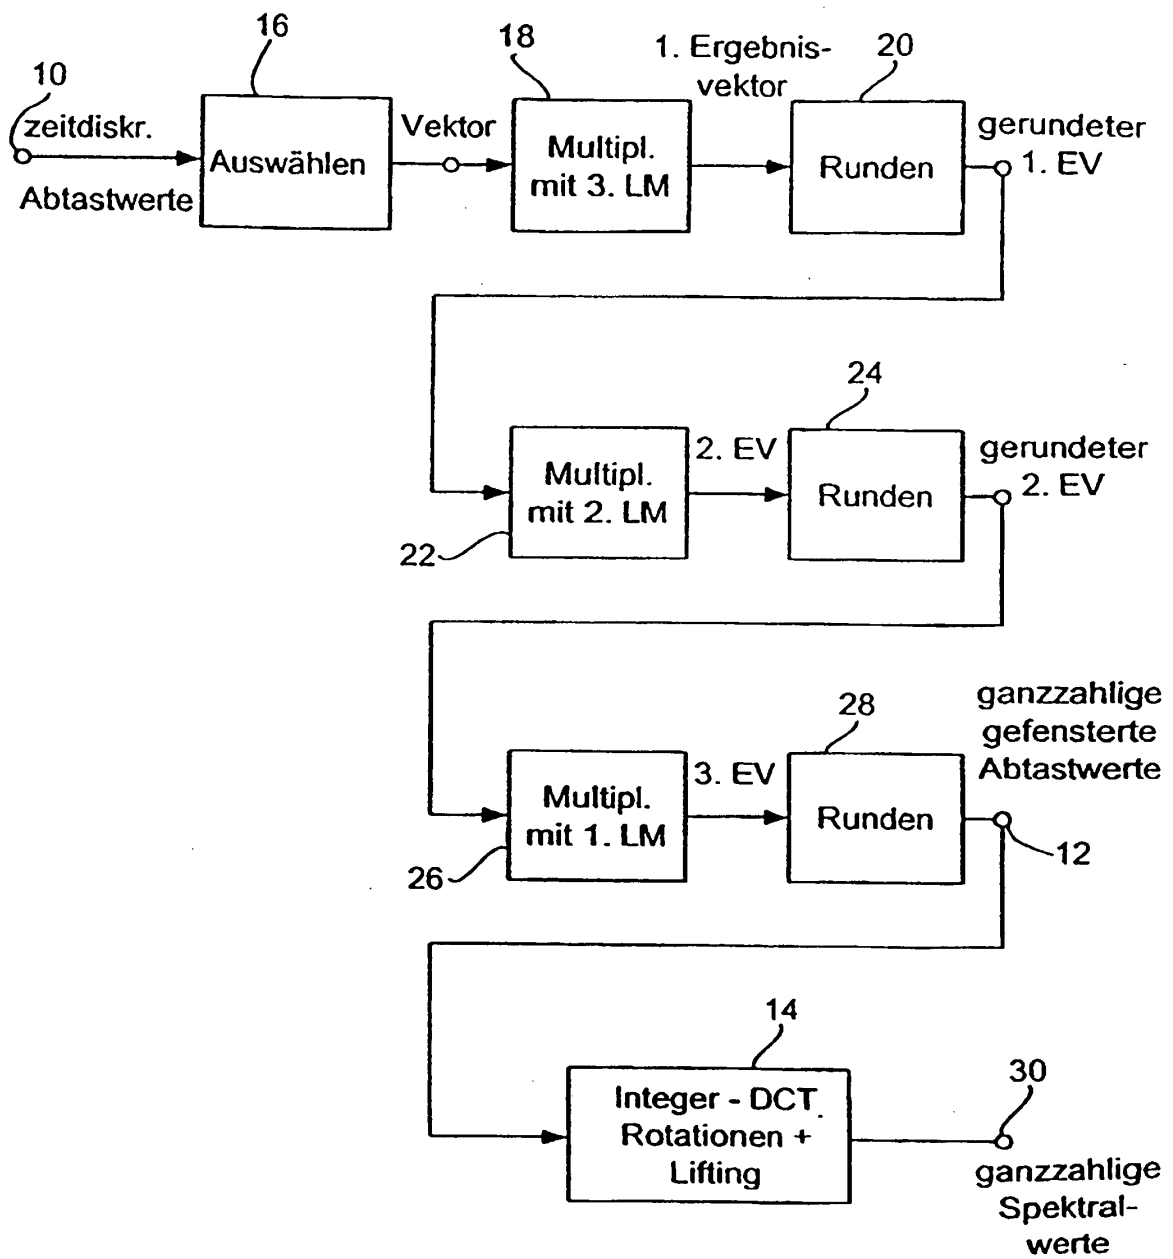 16
18
1. Ergebnis-
vektor
20
10
zeitdiskr.
Abtastwerte
Auswählen
Vektor
Multipl.
mit 3. LM
Runden
gerundeter
1. EV
24
Multipl.
mit 2. LM
22
2. EV
Runden
gerundeter
2. EV
28
ganzzahlige
gefensterte
Abtastwerte
Multipl.
mit 1. LM
26
3. EV
Runden
12
14
Integer - DCT
Rotationen +
Lifting
30
ganzzahlige
Spektral-
werte